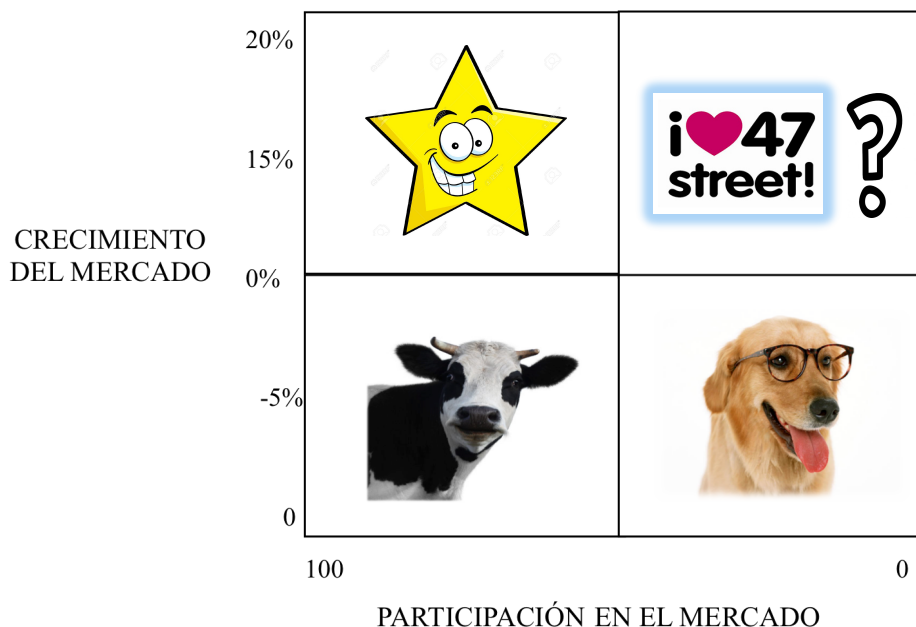 20%
i 47
street!
?
15%
CRECIMIENTO
DEL MERCADO
0%
-5%
0
100
0
PARTICIPACIÓN EN EL MERCADO